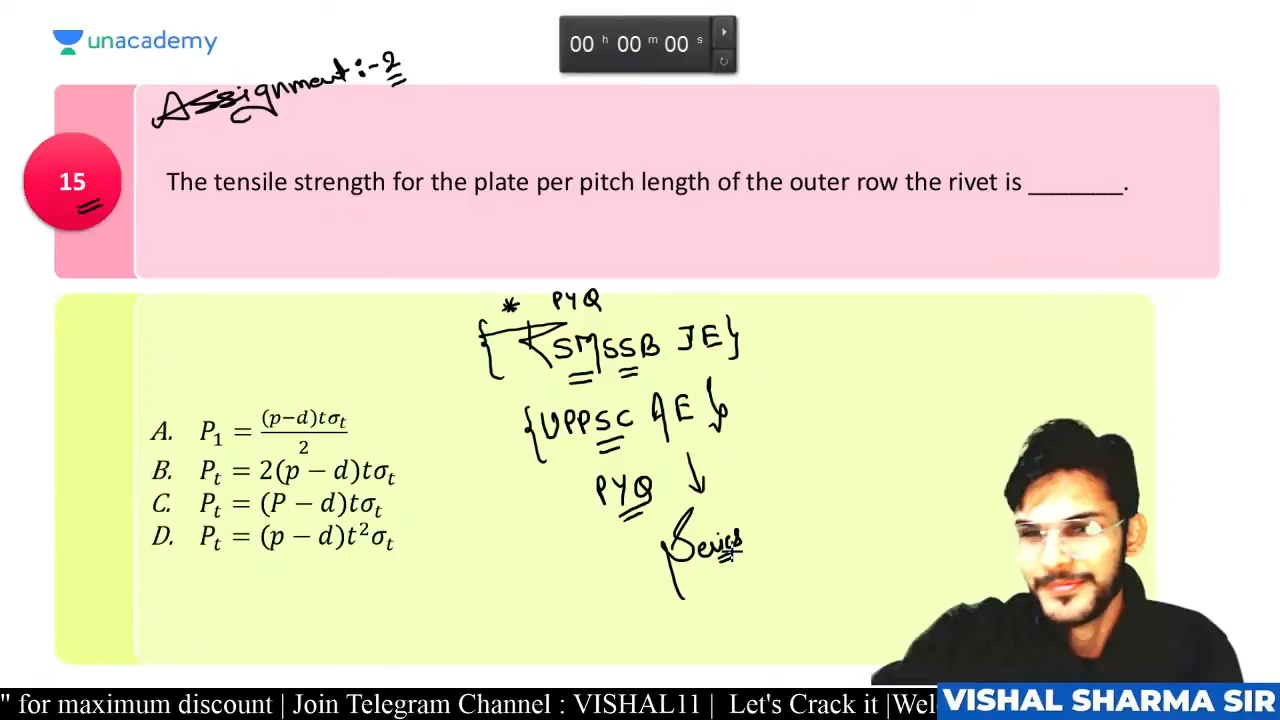 unacademy
00 h 00 m 00 s
Assignment :- 2
15
The tensile strength for the plate per pitch length of the outer row the rivet is _______.
* PYQ
{ RSMSSB JE }
{UPPSC AE }
PYQ
Series
A. P₁ = (p−d)tσₜ / 2
B. Pₜ = 2(p − d)tσₜ
C. Pₜ = (P − d)tσₜ
D. Pₜ = (p − d)t²σₜ
" for maximum discount | Join Telegram Channel : VISHAL11 | Let's Crack it |Wel
VISHAL SHARMA SIR